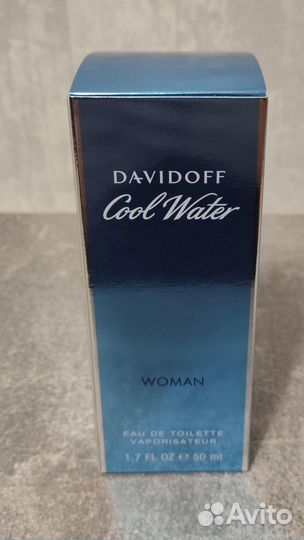 DAVIDOFF
Cool Water
WOMAN
EAU DE TOILETTE
VAPORISATEUR
1.7 FL OZ ℮ 50 ml
Avito